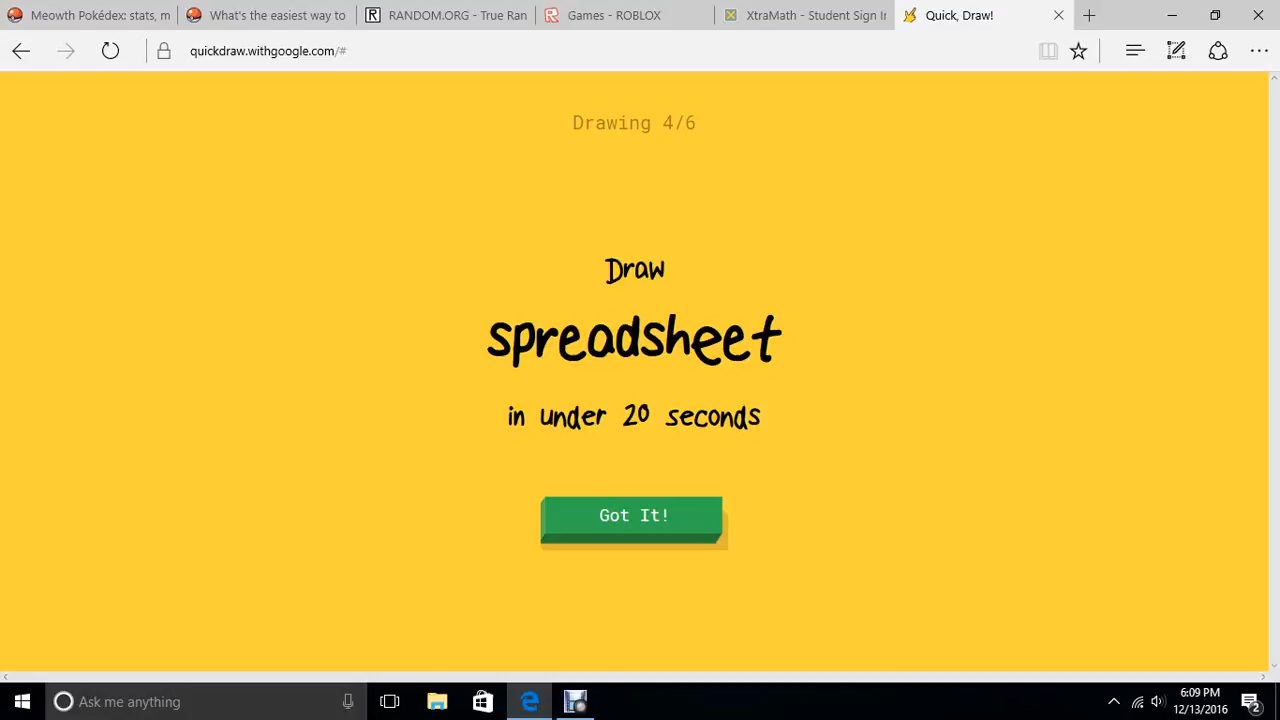 Meowth Pokédex: stats, m
What's the easiest way to
RANDOM.ORG - True Ran
Games - ROBLOX
XtraMath - Student Sign In
Quick, Draw!
quickdraw.withgoogle.com/#
Drawing 4/6
Draw
spreadsheet
in under 20 seconds
Got It!
Ask me anything
6:09 PM
12/13/2016
2